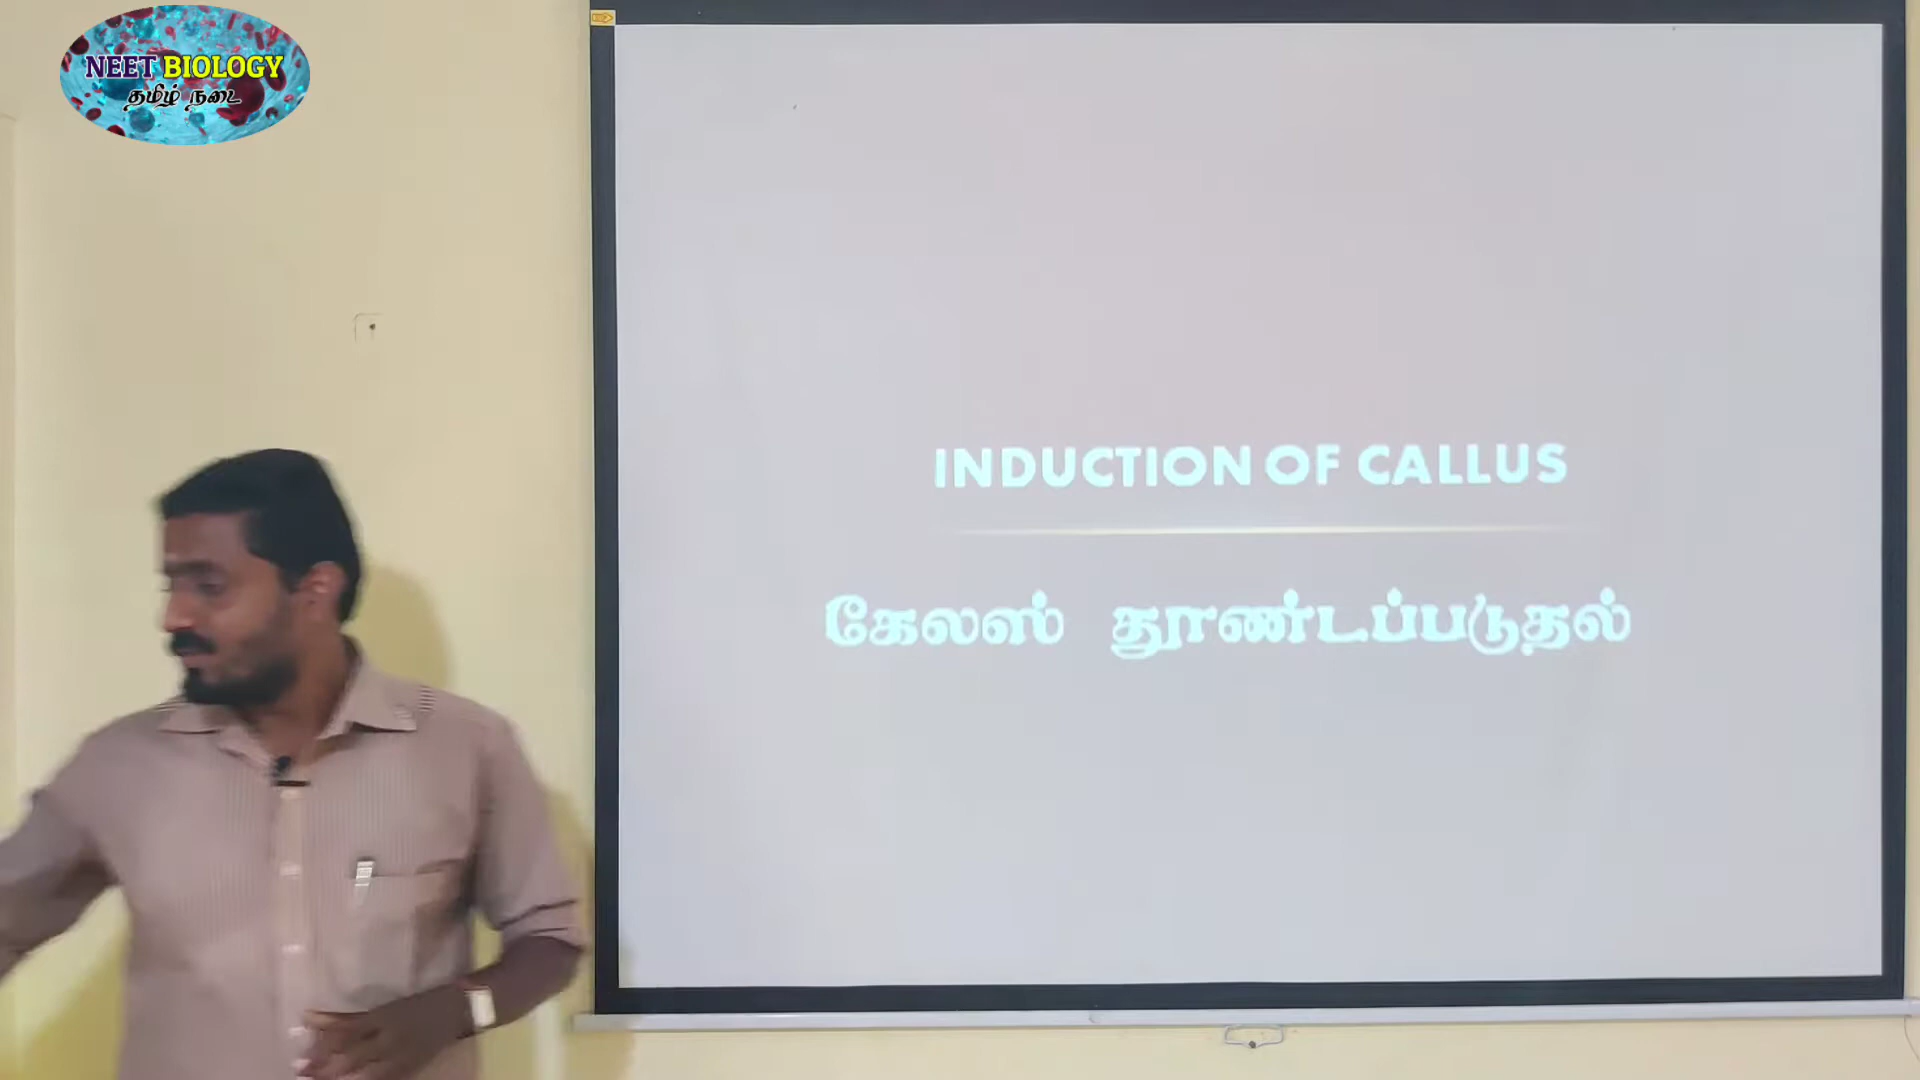 NEET BIOLOGY
தமிழ் நடை
INDUCTION OF CALLUS
கேலஸ் தூண்டப்படுதல்